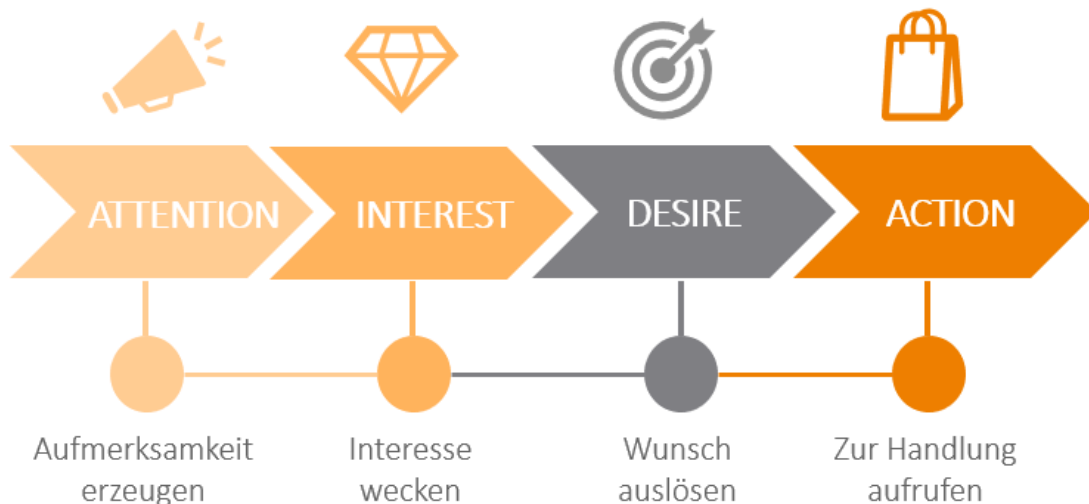 ATTENTION
INTEREST
DESIRE
ACTION
Aufmerksamkeit
erzeugen
Interesse
wecken
Wunsch
auslösen
Zur Handlung
aufrufen